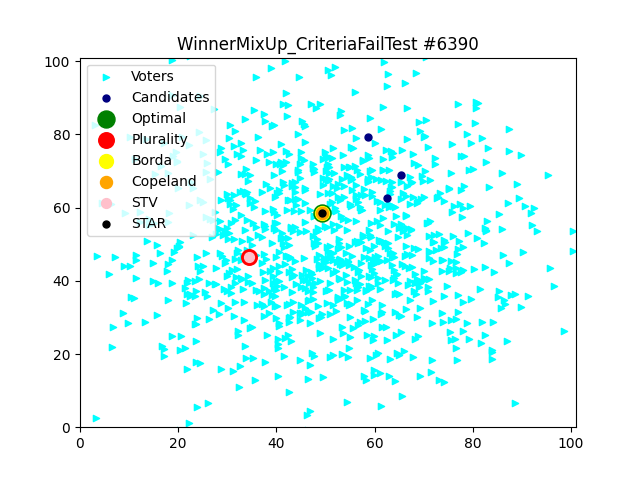 WinnerMixUp_CriteriaFailTest #6390
100
80
60
40
20
0
Voters
Candidates
Optimal
Plurality
Borda
Copeland
STV
STAR
0 20 40 60 80 100